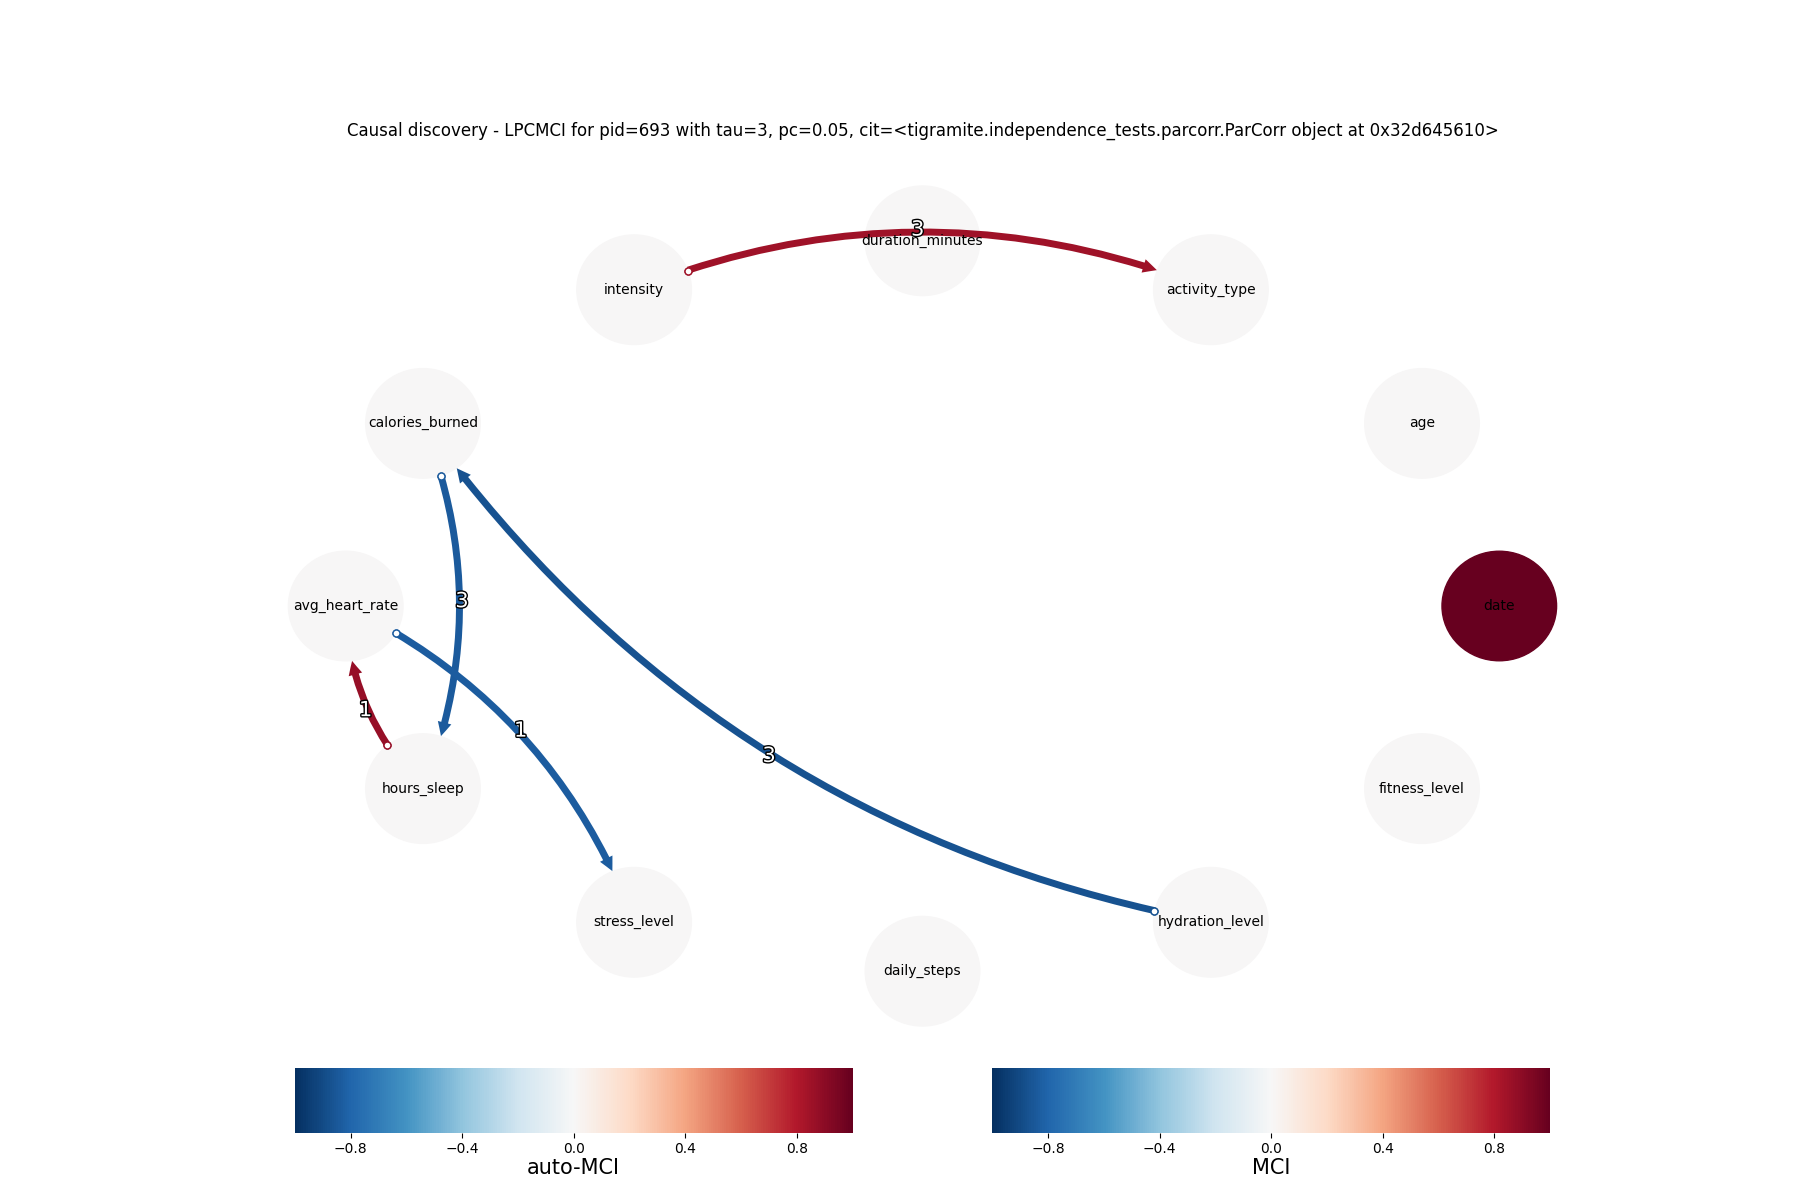 Causal discovery - LPCMCI for pid=693 with tau=3, pc=0.05, cit=<tigramite.independence_tests.parcorr.ParCorr object at 0x32d645610>
3
duration_minutes
intensity
activity_type
calories_burned
age
3
avg_heart_rate
date
1
1
3
hours_sleep
fitness_level
stress_level
hydration_level
daily_steps
−0.8 −0.4 0.0 0.4 0.8
auto-MCI
−0.8 −0.4 0.0 0.4 0.8
MCI